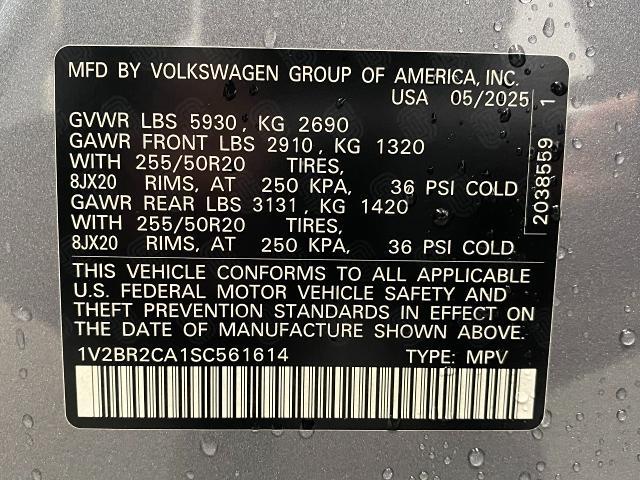 MFD BY VOLKSWAGEN GROUP OF AMERICA, INC.
USA 05/2025
GVWR LBS 5930, KG 2690
GAWR FRONT LBS 2910, KG 1320
WITH 255/50R20 TIRES,
8JX20 RIMS, AT 250 KPA, 36 PSI COLD
GAWR REAR LBS 3131, KG 1420
WITH 255/50R20 TIRES,
8JX20 RIMS, AT 250 KPA, 36 PSI COLD
THIS VEHICLE CONFORMS TO ALL APPLICABLE
U.S. FEDERAL MOTOR VEHICLE SAFETY AND
THEFT PREVENTION STANDARDS IN EFFECT ON
THE DATE OF MANUFACTURE SHOWN ABOVE.
1V2BR2CA1SC561614 TYPE: MPV
2038559 1